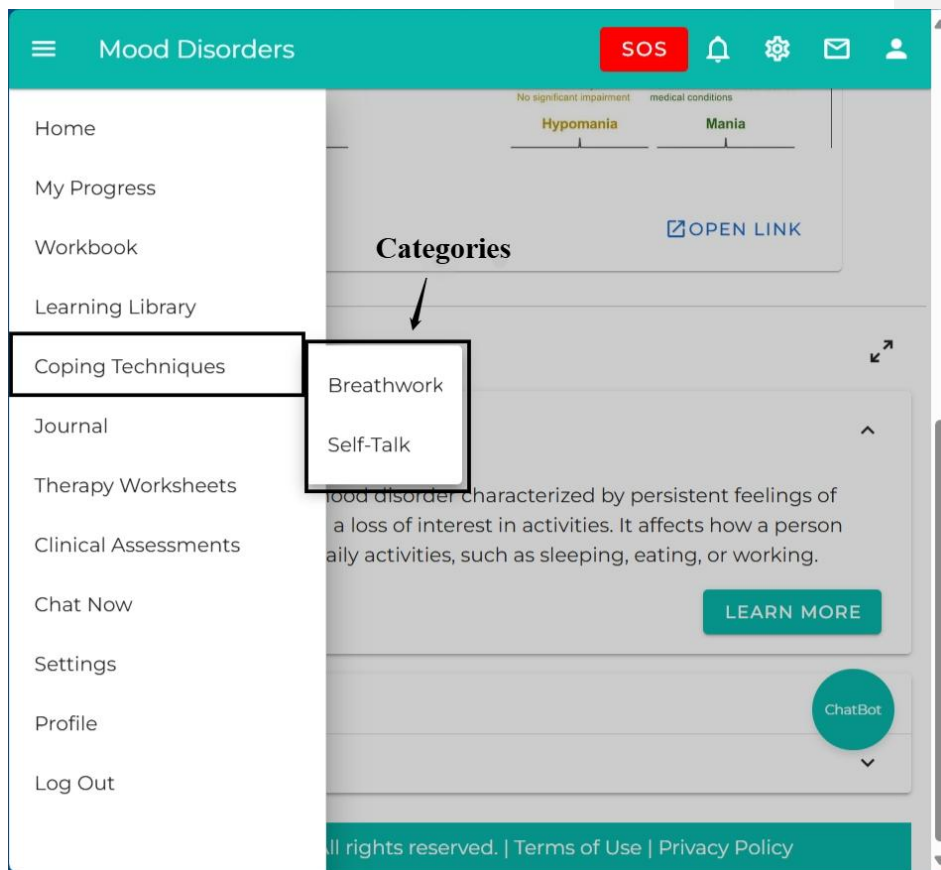 Mood Disorders
SOS
No significant impairment
medical conditions
Hypomania
Mania
OPEN LINK
Categories
Home
My Progress
Workbook
Learning Library
Coping Techniques
Breathwork
Self-Talk
Journal
Therapy Worksheets
Clinical Assessments
Chat Now
Settings
Profile
Log Out
mood disorder characterized by persistent feelings of
a loss of interest in activities. It affects how a person
aily activities, such as sleeping, eating, or working.
LEARN MORE
ChatBot
ll rights reserved. | Terms of Use | Privacy Policy